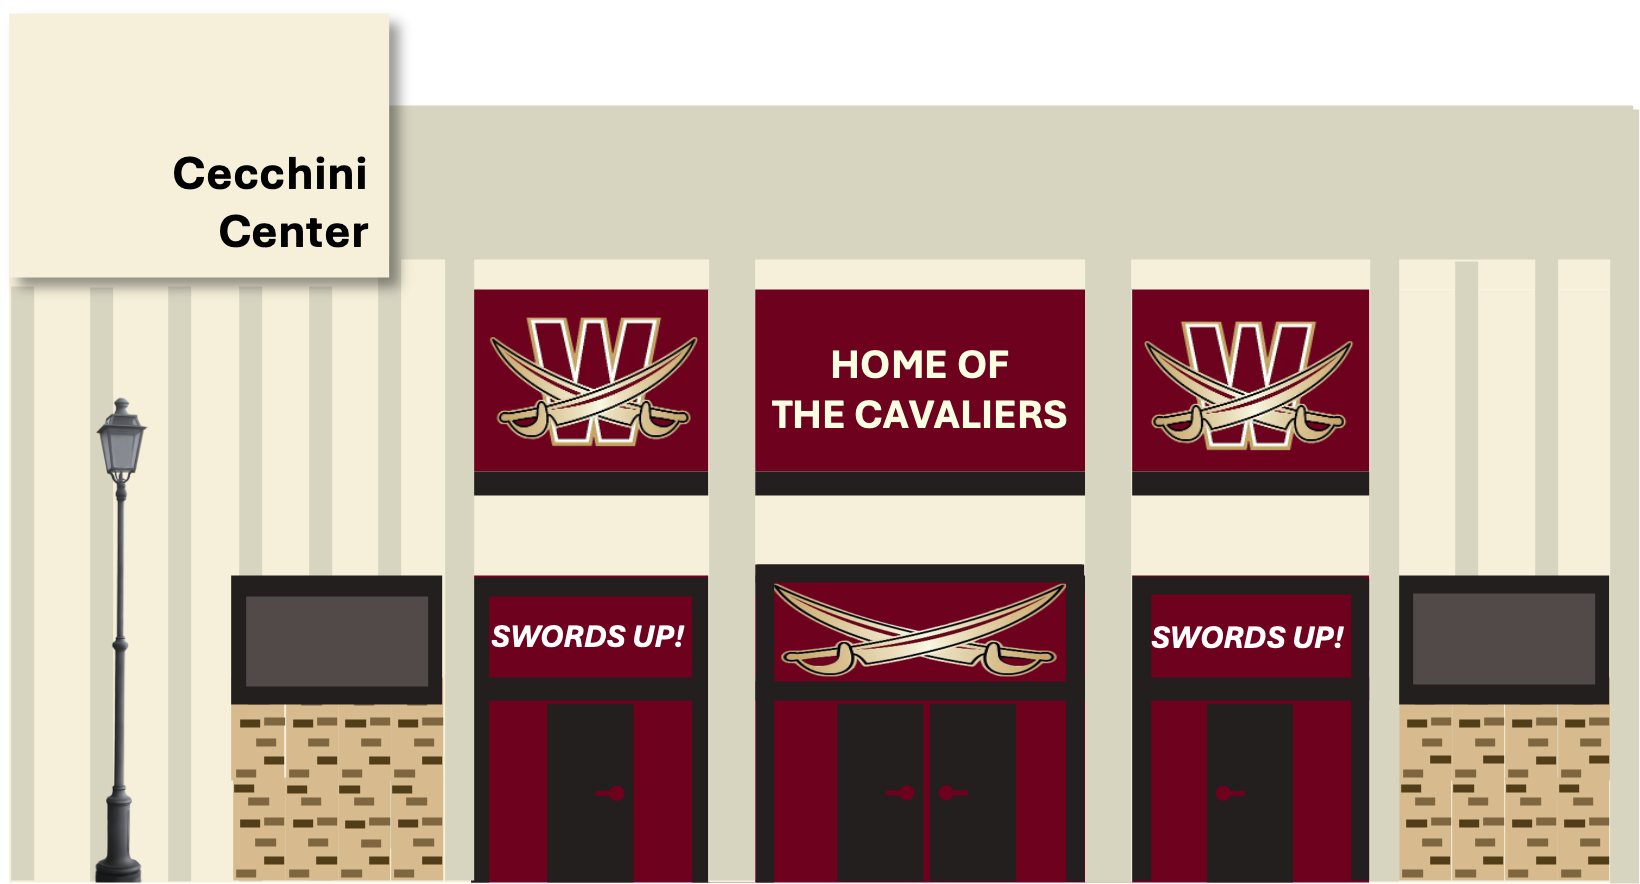 Cecchini
Center
W
HOME OF
THE CAVALIERS
W
SWORDS UP!
SWORDS UP!